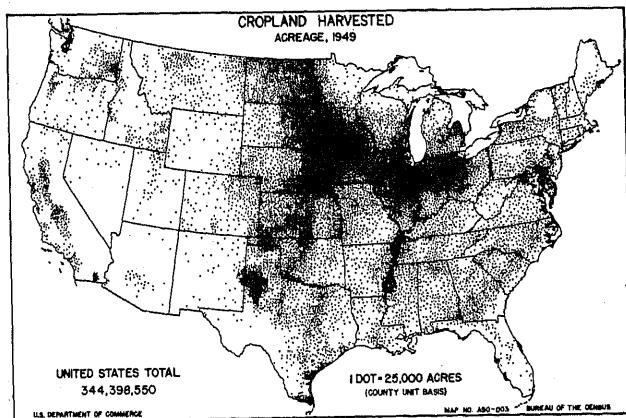 CROPLAND HARVESTED
ACREAGE, 1949
UNITED STATES TOTAL
344,398,550
1 DOT=25,000 ACRES
(COUNTY UNIT BASIS)
U.S. DEPARTMENT OF COMMERCE
MAP NO. A50-D03 BUREAU OF THE CENSUS